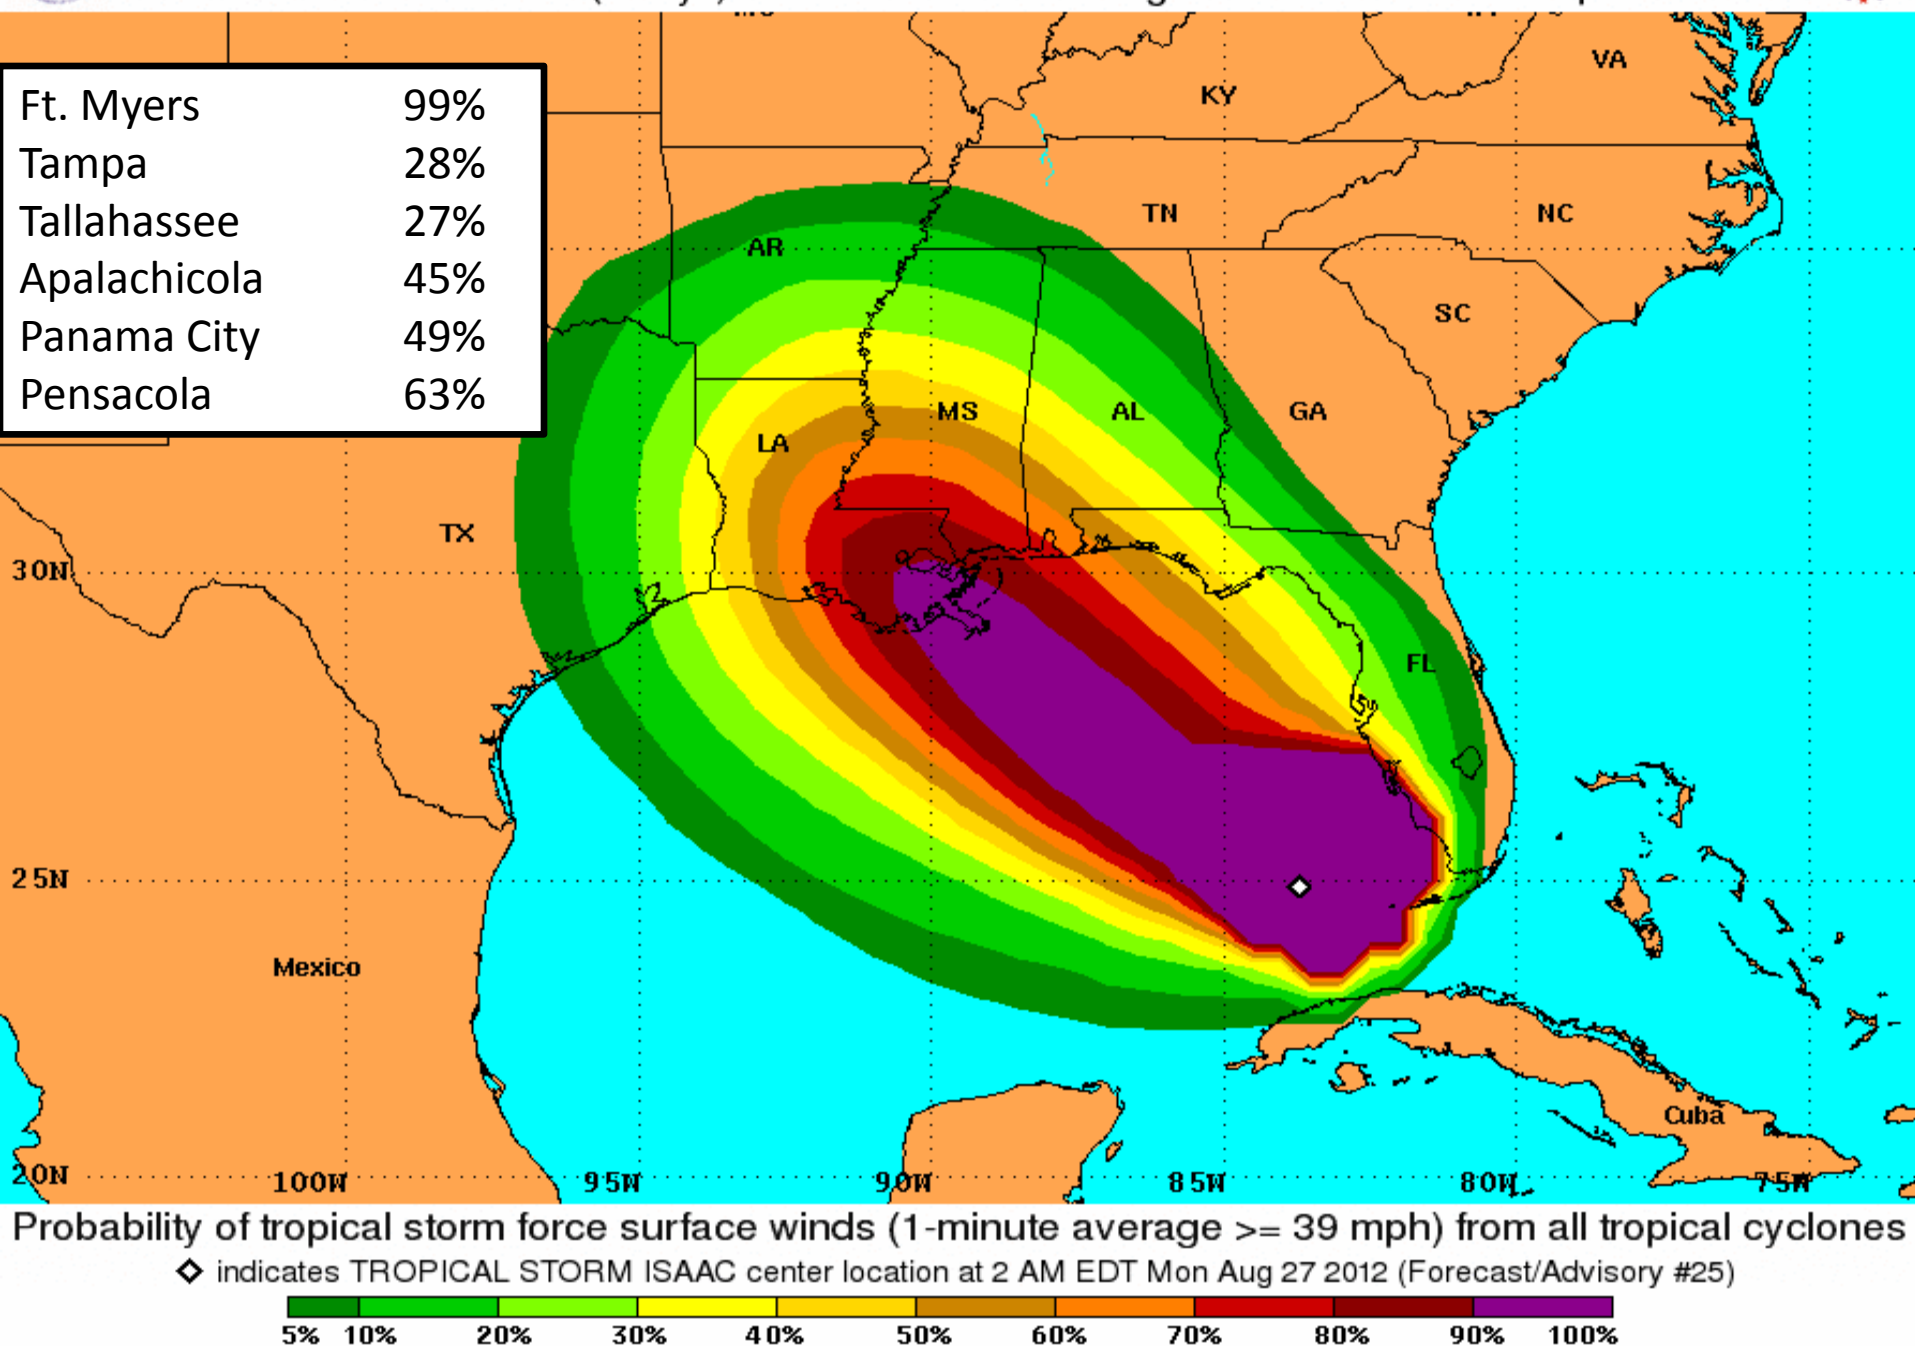 Ft. Myers 99%
Tampa 28%
Tallahassee 27%
Apalachicola 45%
Panama City 49%
Pensacola 63%
VA
KY
TN
NC
AR
SC
MS
AL
GA
LA
TX
30N
FL
25N
Mexico
Cuba
20N
100W 95W 90W 85W 80W 75W
Probability of tropical storm force surface winds (1-minute average >= 39 mph) from all tropical cyclones
indicates TROPICAL STORM ISAAC center location at 2 AM EDT Mon Aug 27 2012 (Forecast/Advisory #25)
5% 10% 20% 30% 40% 50% 60% 70% 80% 90% 100%